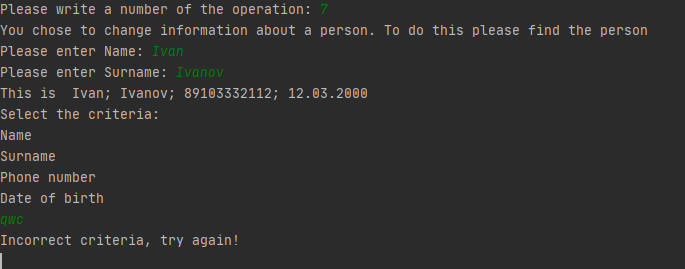 Please write a number of the operation: 7
You chose to change information about a person. To do this please find the person
Please enter Name: Ivan
Please enter Surname: Ivanov
This is  Ivan; Ivanov; 89103332112; 12.03.2000
Select the criteria:
Name
Surname
Phone number
Date of birth
qwc
Incorrect criteria, try again!